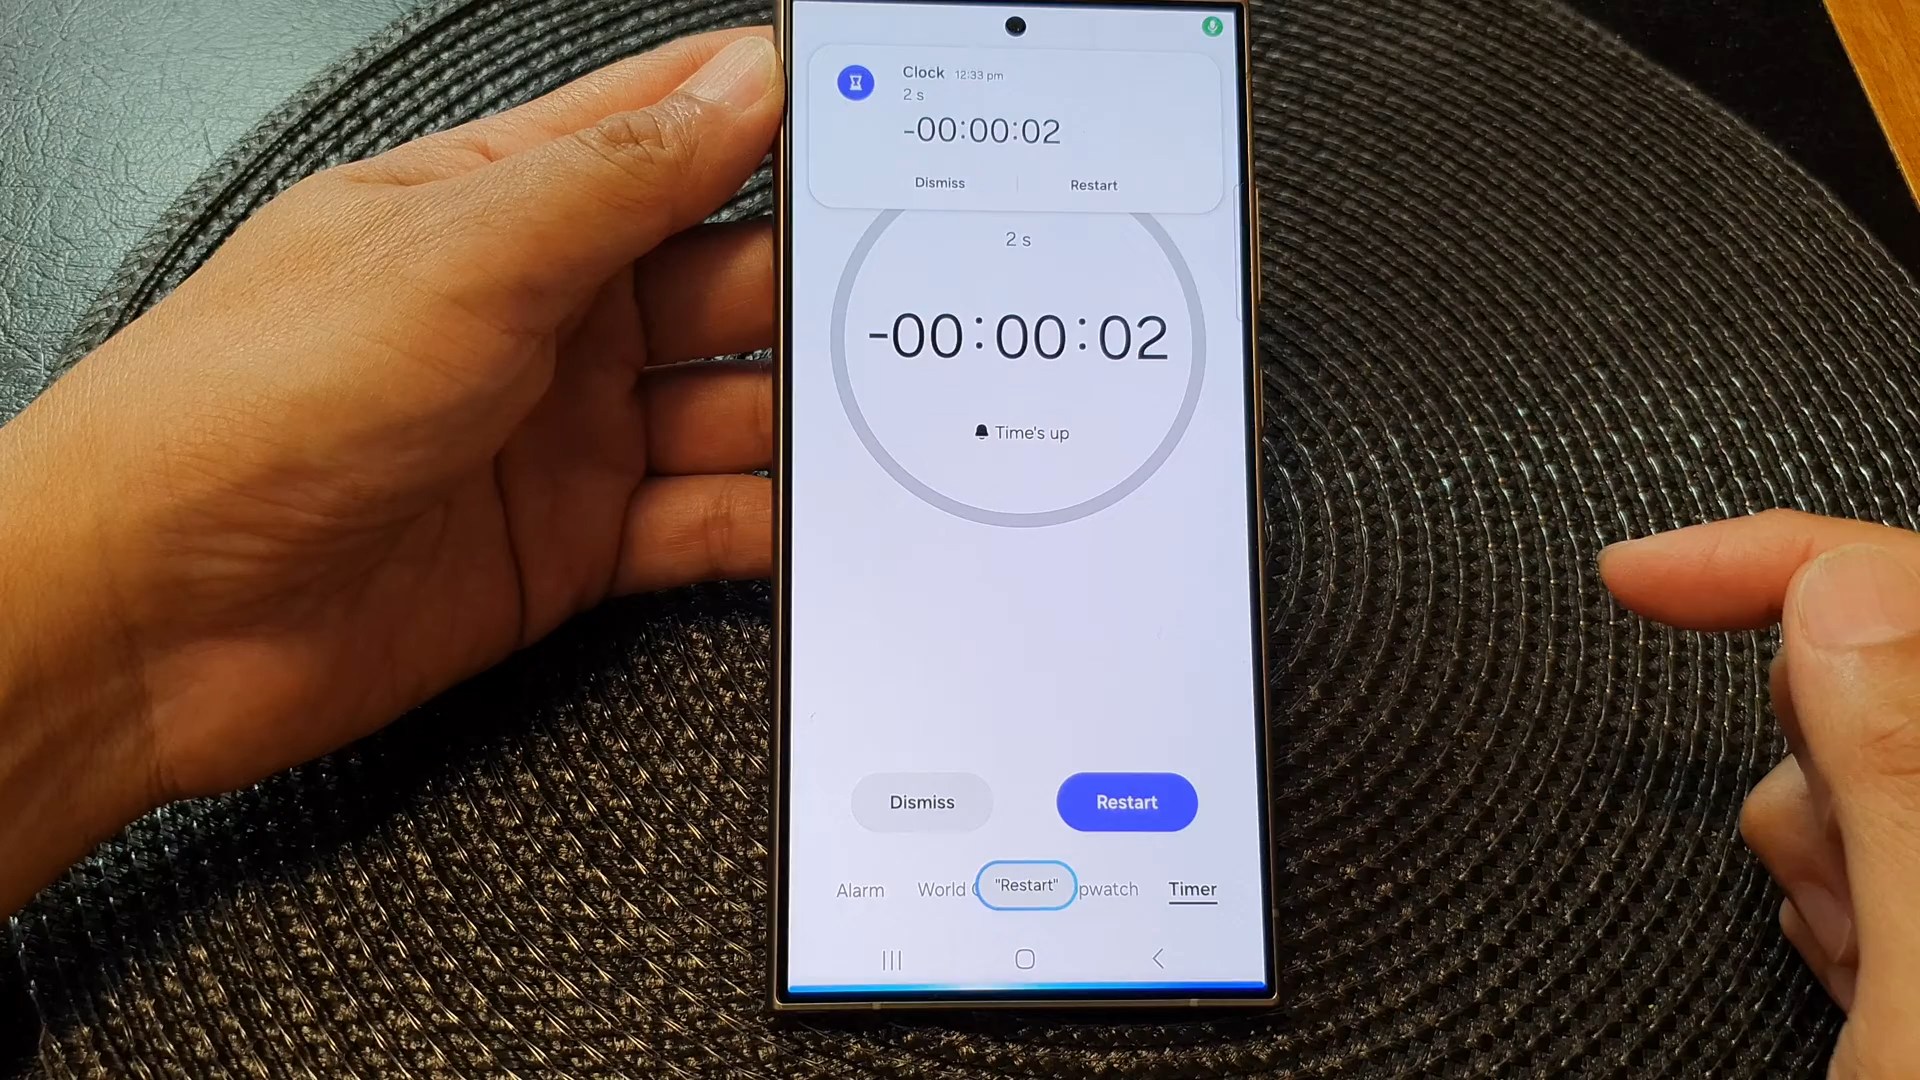 Clock 12:33 pm
2 s
-00:00:02
Dismiss Restart
2 s
-00:00:02
Time's up
Dismiss Restart
Alarm World C "Restart" pwatch Timer